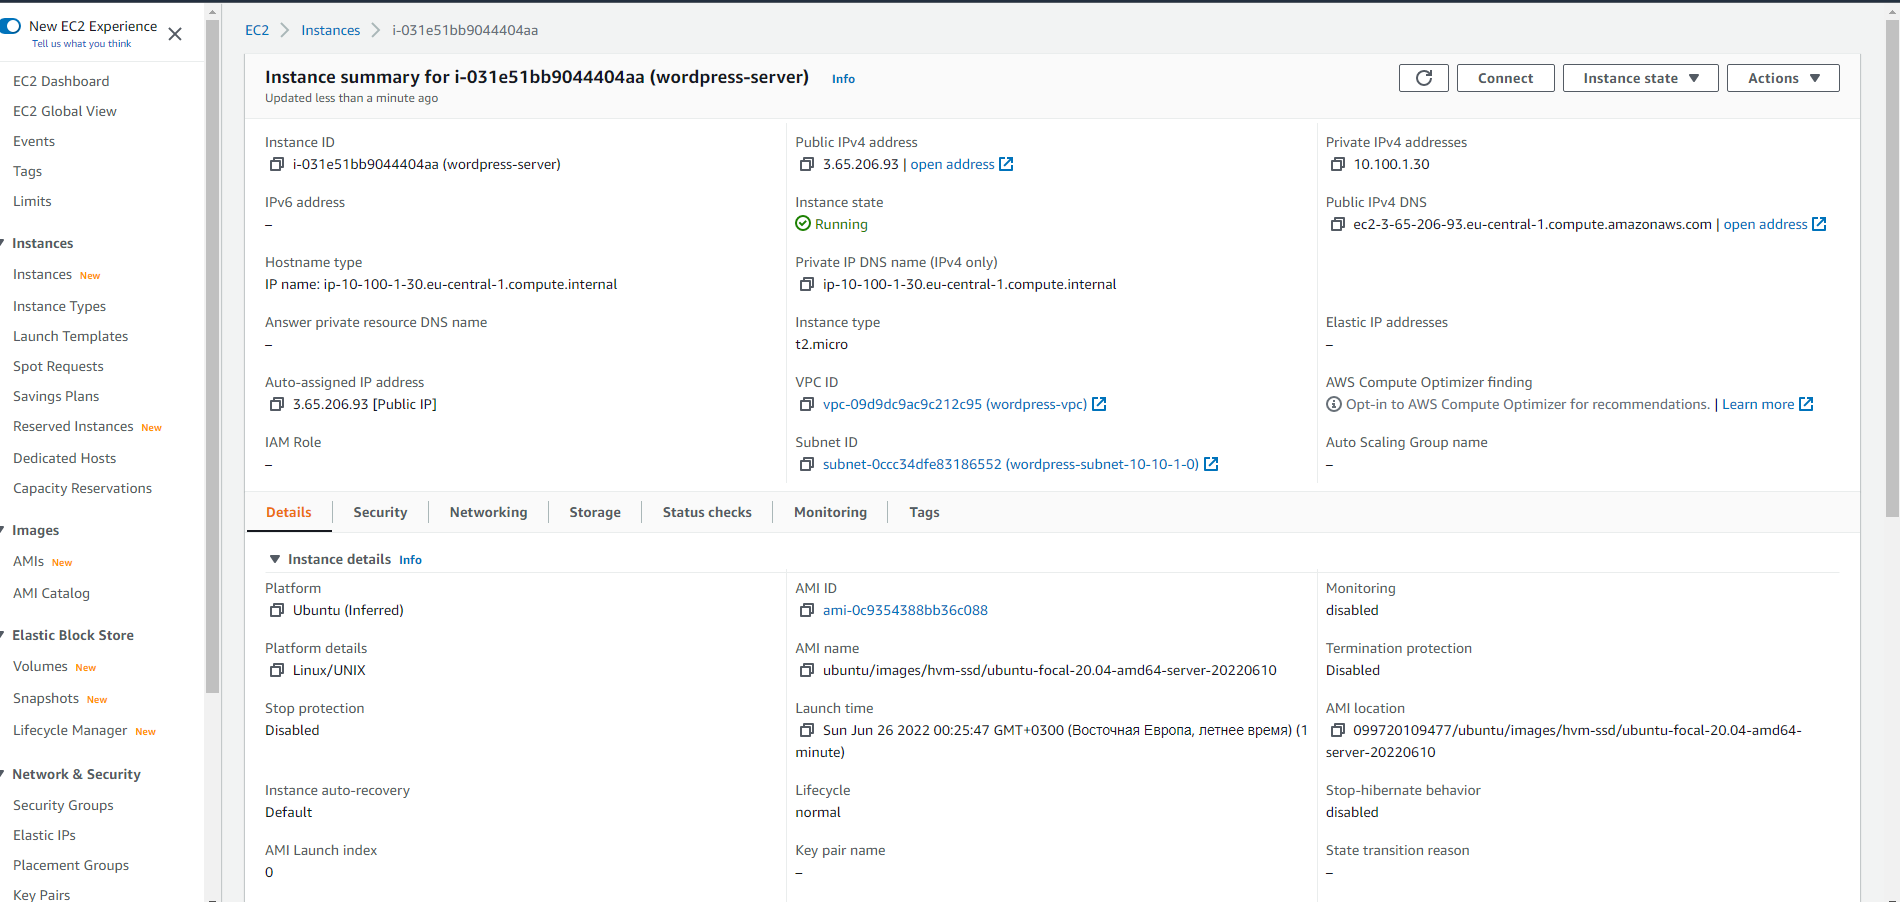 New EC2 Experience
Tell us what you think
EC2 Dashboard
EC2 Global View
Events
Tags
Limits
Instances
Instances New
Instance Types
Launch Templates
Spot Requests
Savings Plans
Reserved Instances New
Dedicated Hosts
Capacity Reservations
Images
AMIs New
AMI Catalog
Elastic Block Store
Volumes New
Snapshots New
Lifecycle Manager New
Network & Security
Security Groups
Elastic IPs
Placement Groups
Key Pairs
EC2 > Instances > i-031e51bb9044404aa
Instance summary for i-031e51bb9044404aa (wordpress-server) Info
Updated less than a minute ago
Connect
Instance state
Actions
Instance ID
i-031e51bb9044404aa (wordpress-server)
Public IPv4 address
3.65.206.93 | open address
Private IPv4 addresses
10.100.1.30
IPv6 address
–
Instance state
Running
Public IPv4 DNS
ec2-3-65-206-93.eu-central-1.compute.amazonaws.com | open address
Hostname type
IP name: ip-10-100-1-30.eu-central-1.compute.internal
Private IP DNS name (IPv4 only)
ip-10-100-1-30.eu-central-1.compute.internal
Answer private resource DNS name
–
Instance type
t2.micro
Elastic IP addresses
–
Auto-assigned IP address
3.65.206.93 [Public IP]
VPC ID
vpc-09d9dc9ac9c212c95 (wordpress-vpc)
AWS Compute Optimizer finding
Opt-in to AWS Compute Optimizer for recommendations. | Learn more
IAM Role
–
Subnet ID
subnet-0ccc34dfe83186552 (wordpress-subnet-10-10-1-0)
Auto Scaling Group name
–
Details
Security
Networking
Storage
Status checks
Monitoring
Tags
Instance details Info
Platform
Ubuntu (Inferred)
AMI ID
ami-0c9354388bb36c088
Monitoring
disabled
Platform details
Linux/UNIX
AMI name
ubuntu/images/hvm-ssd/ubuntu-focal-20.04-amd64-server-20220610
Termination protection
Disabled
Stop protection
Disabled
Launch time
Sun Jun 26 2022 00:25:47 GMT+0300 (Восточная Европа, летнее время) (1
minute)
AMI location
099720109477/ubuntu/images/hvm-ssd/ubuntu-focal-20.04-amd64-
server-20220610
Instance auto-recovery
Default
Lifecycle
normal
Stop-hibernate behavior
disabled
AMI Launch index
0
Key pair name
–
State transition reason
–